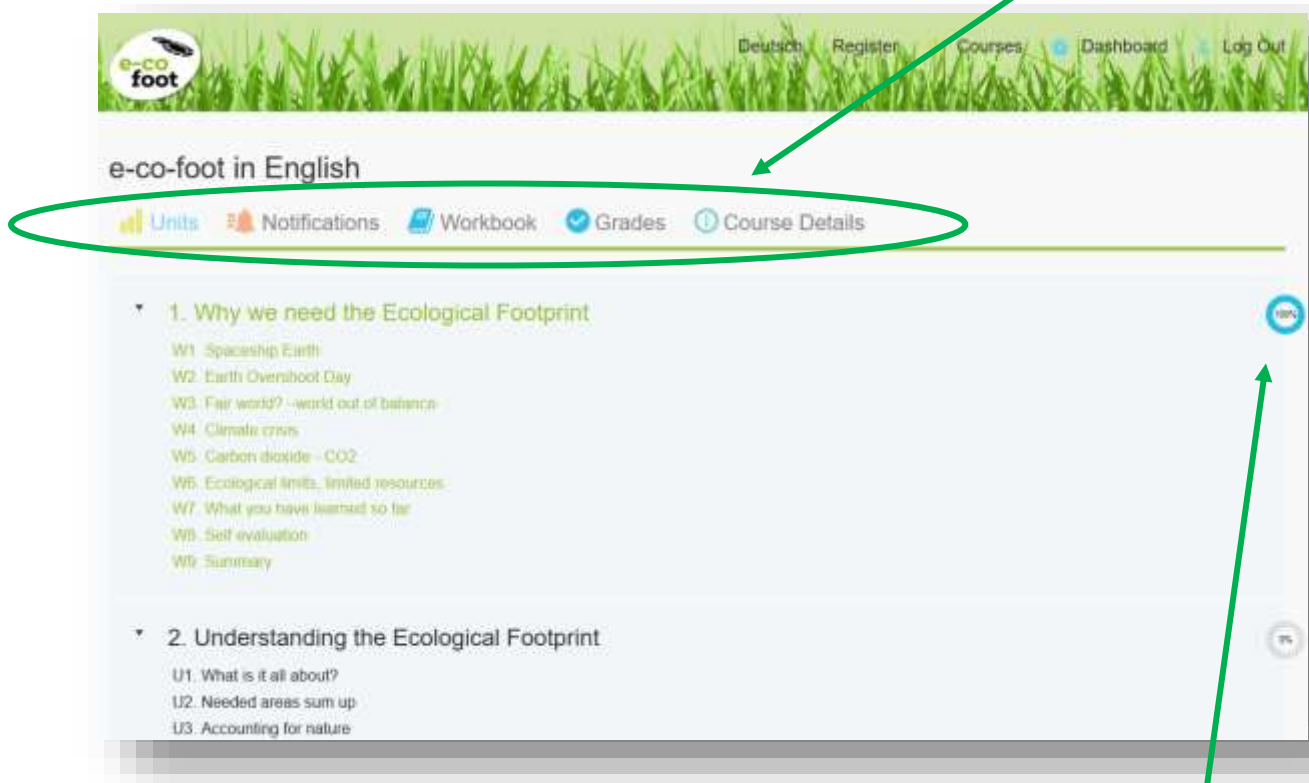 e-co
foot
Deutsch Register Courses Dashboard Log Out
e-co-foot in English
Units Notifications Workbook Grades Course Details
1. Why we need the Ecological Footprint
100%
W1. Spaceship Earth
W2. Earth Overshoot Day
W3. Fair world? -world out of balance
W4. Climate crisis
W5. Carbon dioxide - CO2
W6. Ecological limits, limited resources
W7. What you have learned so far
W8. Self evaluation
W9. Summary
2. Understanding the Ecological Footprint
U1. What is it all about?
U2. Needed areas sum up
U3. Accounting for nature